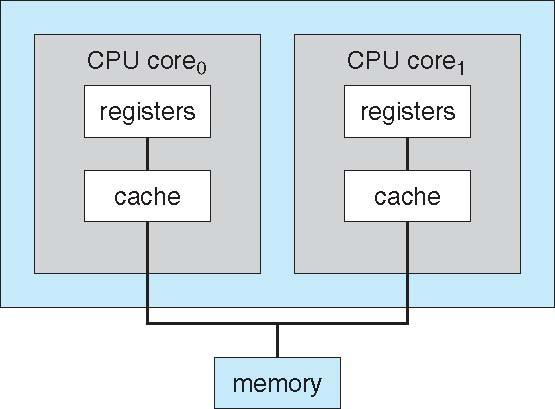 CPU core₀
registers
cache
CPU core₁
registers
cache
memory